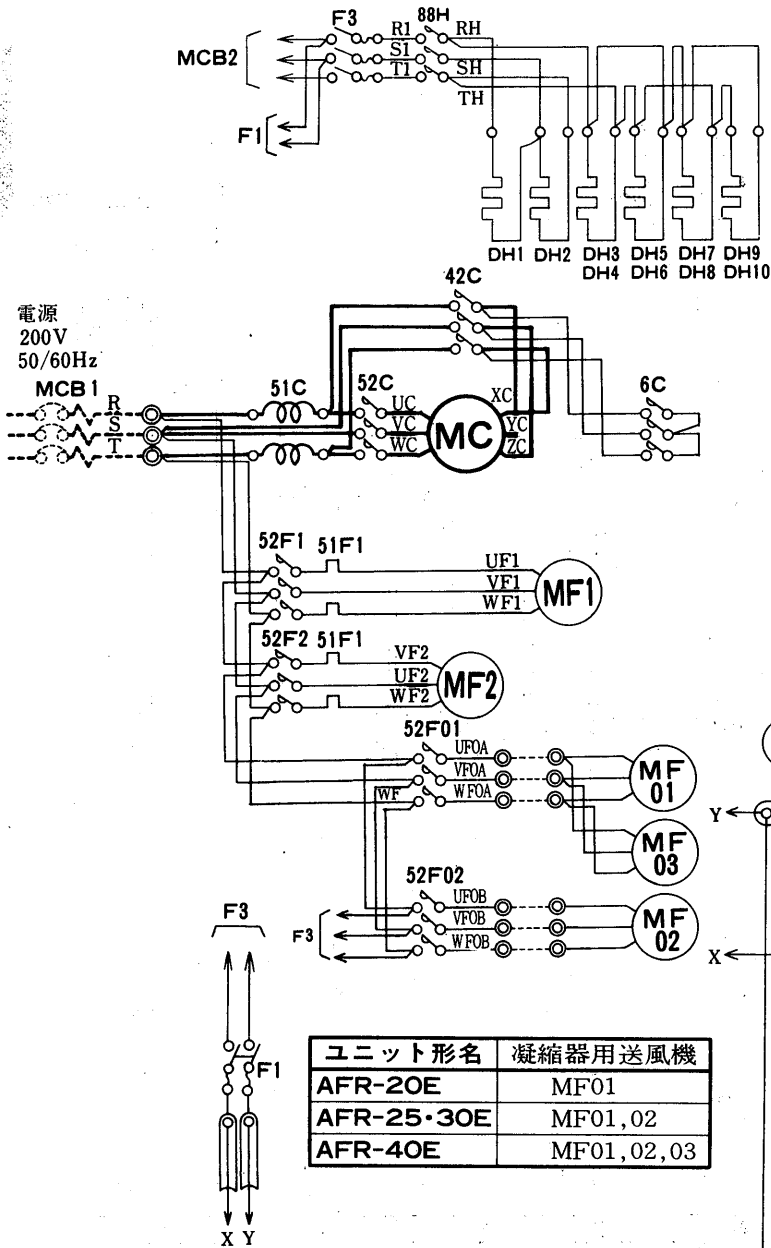 F3
88H
R1
RH
MCB2
S1
T1
SH
TH
F1
DH1 DH2 DH3 DH5 DH7 DH9
DH4 DH6 DH8 DH10
42C
電源
200V
50/60Hz
MCB1
R
S
T
51C
52C
UC
VC
WC
MC
XC
YC
ZC
6C
52F1 51F1
UF1
VF1
WF1
MF1
52F2 51F1
VF2
UF2
WF2
MF2
52F01
UFOA
VFOA
WF
WFOA
MF
01
Y
MF
03
52F02
UFOB
VFOB
WFOB
F3
MF
02
X
F3
F1
X Y
ユニット形名 凝縮器用送風機
AFR-20E MF01
AFR-25・30E MF01,02
AFR-40E MF01,02,03